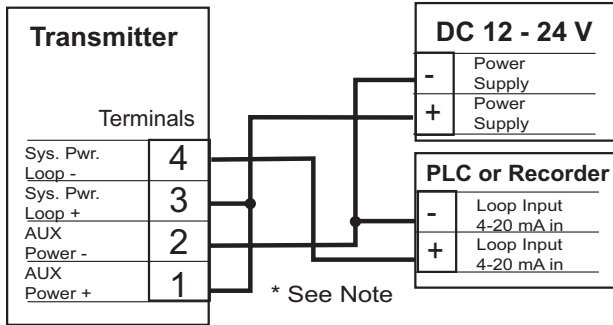 Transmitter
Terminals
Sys. Pwr.
Loop -
4
Sys. Pwr.
Loop +
3
AUX
Power -
2
AUX
Power +
1
* See Note
DC 12 - 24 V
-
Power
Supply
+
Power
Supply
PLC or Recorder
-
Loop Input
4-20 mA in
+
Loop Input
4-20 mA in